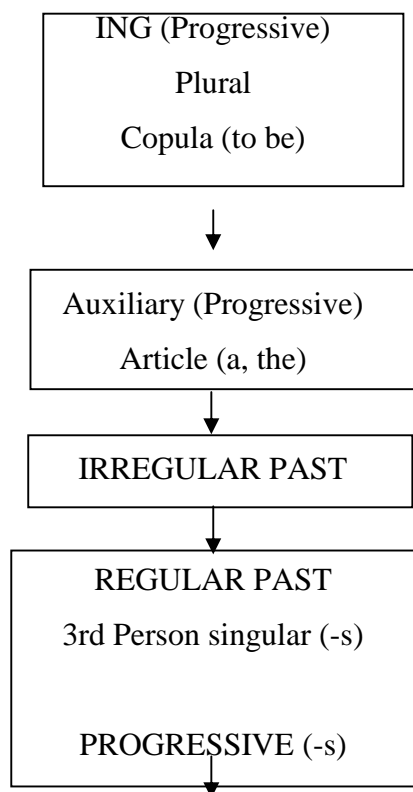 ING (Progressive)
Plural
Copula (to be)
Auxiliary (Progressive)
Article (a, the)
IRREGULAR PAST
REGULAR PAST
3rd Person singular (-s)
PROGRESSIVE (-s)